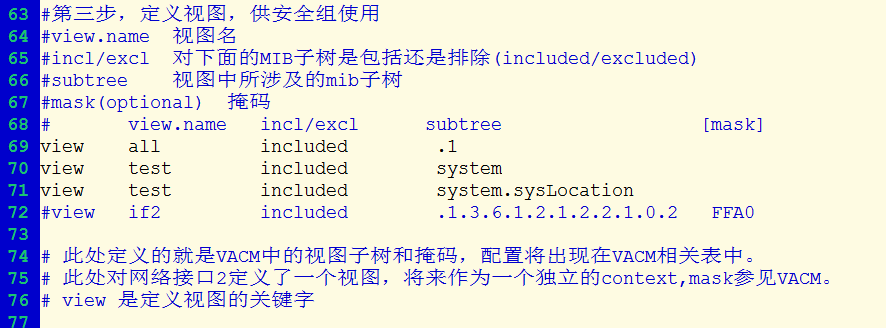 63 #第三步，定义视图，供安全组使用
64 #view.name 视图名
65 #incl/excl 对下面的MIB子树是包括还是排除(included/excluded)
66 #subtree 视图中所涉及的mib子树
67 #mask(optional) 掩码
68 # view.name incl/excl subtree [mask]
69 view all included .1
70 view test included system
71 view test included system.sysLocation
72 #view if2 included .1.3.6.1.2.1.2.2.1.0.2 FFA0
73
74 # 此处定义的就是VACM中的视图子树和掩码，配置将出现在VACM相关表中。
75 # 此处对网络接口2定义了一个视图，将来作为一个独立的context,mask参见VACM。
76 # view 是定义视图的关键字
77